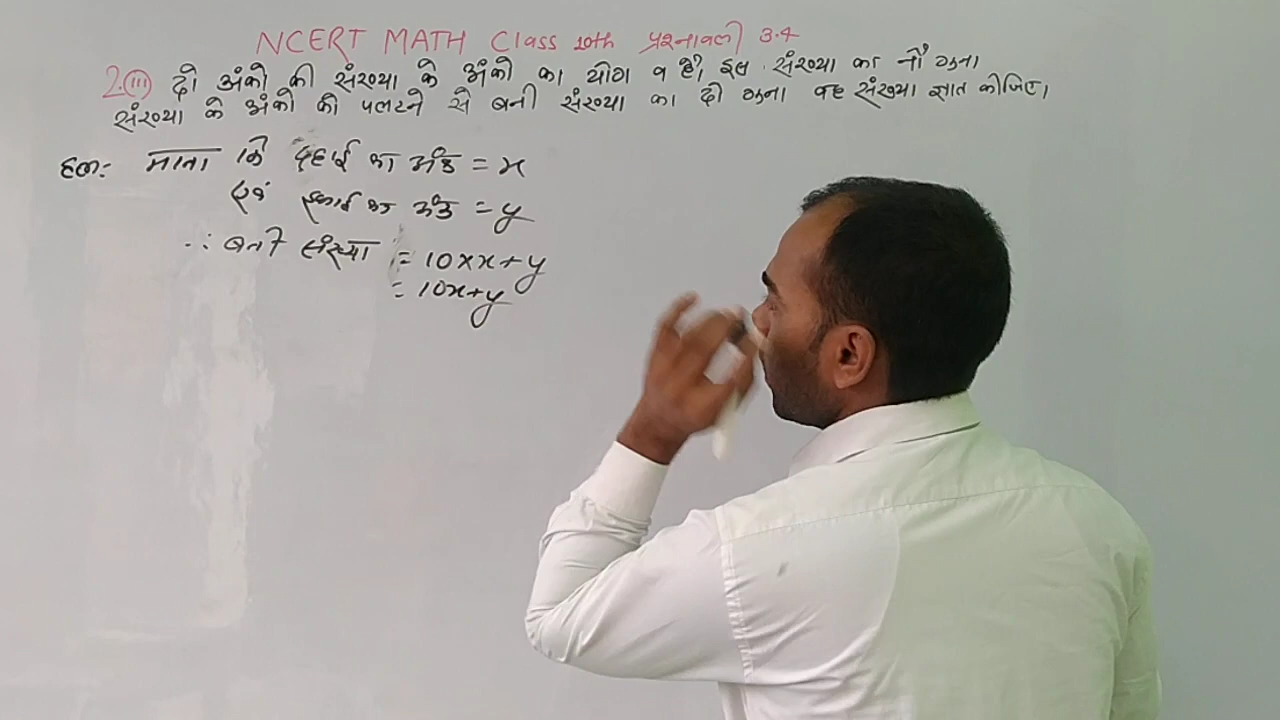 NCERT MATH Class 10th प्रश्नावली 3.4
2.(iii) दो अंको की संख्या के अंको का योग 9 है, इस संख्या का नौ गुना
संख्या के अंको को पलटने से बनी संख्या का दो गुना वह संख्या ज्ञात कीजिए।
हल:- माना कि दहाई का अंक = x
एवं इकाई का अंक = y
∴ बनी संख्या = 10×x+y
= 10x+y